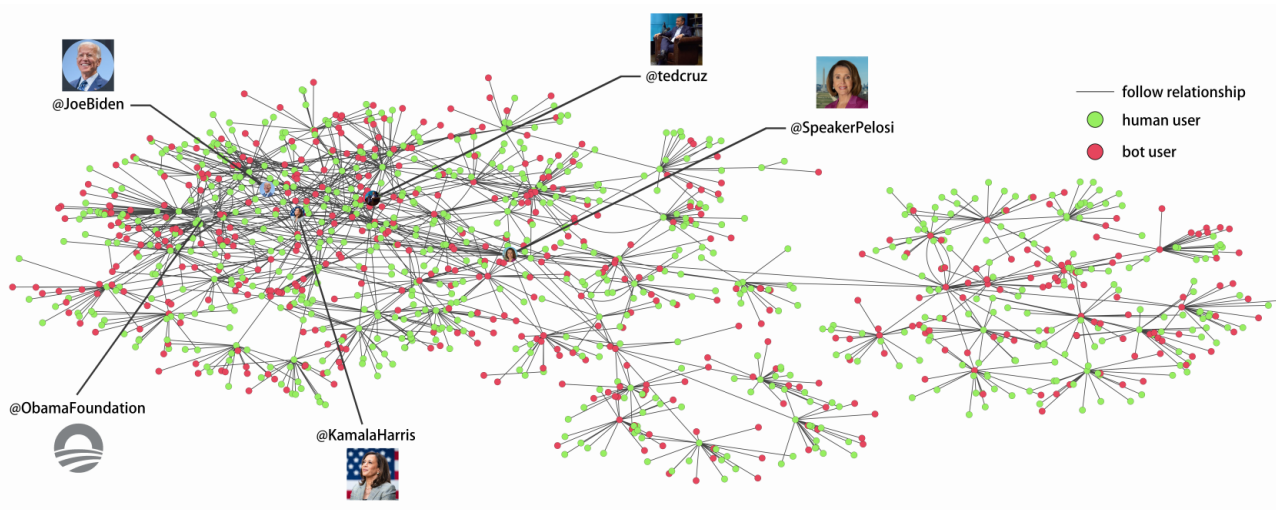 @JoeBiden
@tedcruz
@SpeakerPelosi
follow relationship
human user
bot user
@ObamaFoundation
@KamalaHarris